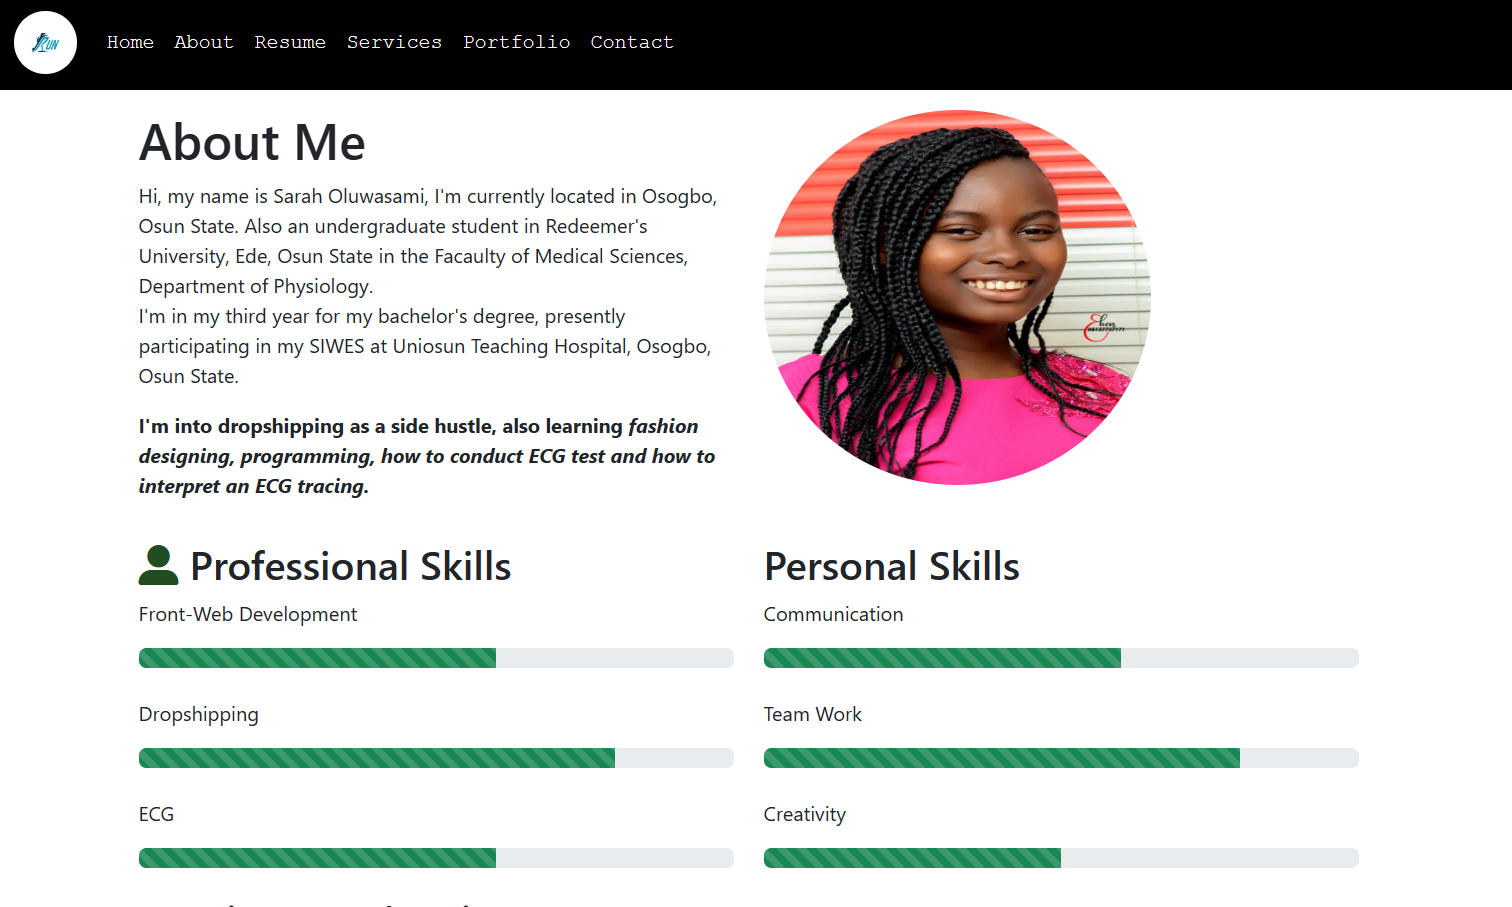 RUN
Home About Resume Services Portfolio Contact
About Me
Hi, my name is Sarah Oluwasami, I'm currently located in Osogbo,
Osun State. Also an undergraduate student in Redeemer's
University, Ede, Osun State in the Facaulty of Medical Sciences,
Department of Physiology.
I'm in my third year for my bachelor's degree, presently
participating in my SIWES at Uniosun Teaching Hospital, Osogbo,
Osun State.
I'm into dropshipping as a side hustle, also learning fashion
designing, programming, how to conduct ECG test and how to
interpret an ECG tracing.
Professional Skills
Front-Web Development
Dropshipping
ECG
Personal Skills
Communication
Team Work
Creativity